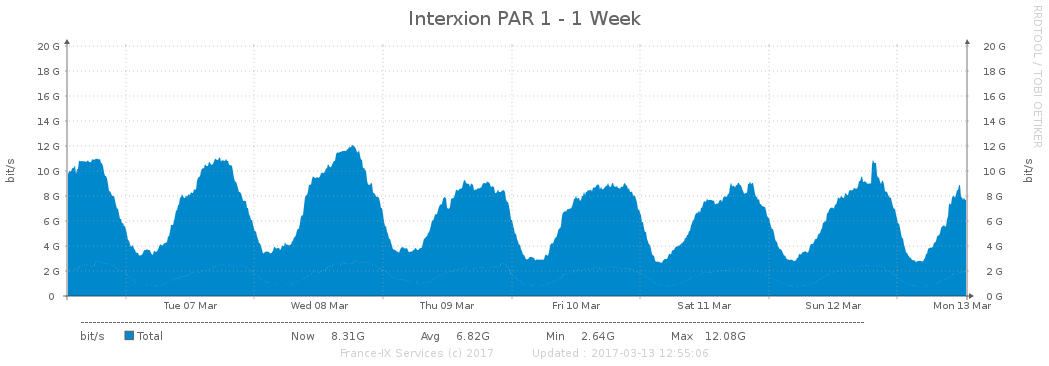 Interxion PAR 1 - 1 Week
RRDTOOL / TOBI OETIKER
bit/s
20 G 20 G
18 G 18 G
16 G 16 G
14 G 14 G
12 G 12 G
10 G 10 G
8 G 8 G
6 G 6 G
4 G 4 G
2 G 2 G
0 0 G
bit/s
Tue 07 Mar Wed 08 Mar Thu 09 Mar Fri 10 Mar Sat 11 Mar Sun 12 Mar Mon 13 Mar
bit/s Total Now 8.31G Avg 6.82G Min 2.64G Max 12.08G
France-IX Services (c) 2017 Updated : 2017-03-13 12:55:06